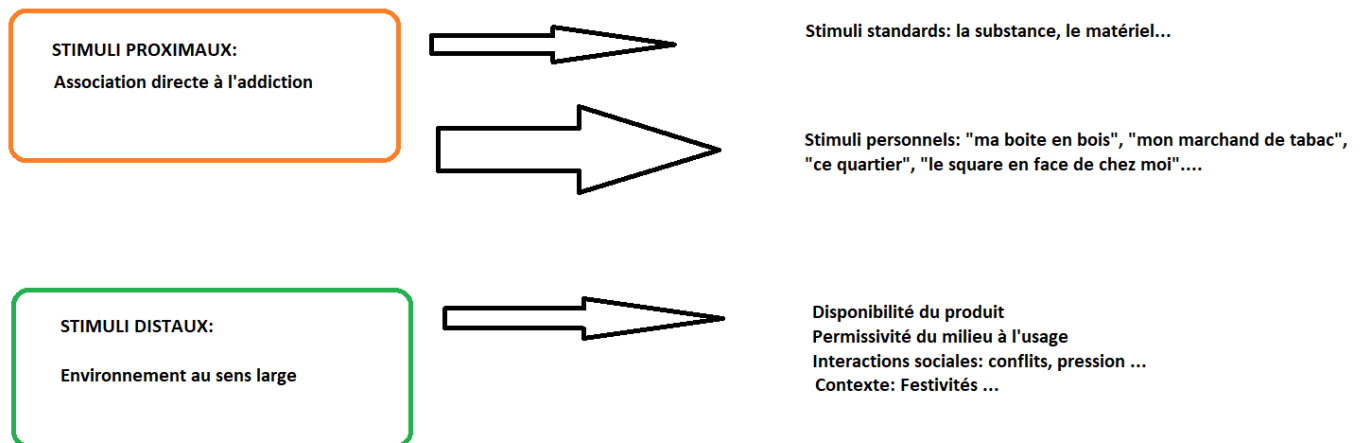 STIMULI PROXIMAUX:
Association directe à l'addiction
Stimuli standards: la substance, le matériel...
Stimuli personnels: "ma boite en bois", "mon marchand de tabac",
"ce quartier", "le square en face de chez moi"....
STIMULI DISTAUX:
Environnement au sens large
Disponibilité du produit
Permissivité du milieu à l'usage
Interactions sociales: conflits, pression ...
Contexte: Festivités ...